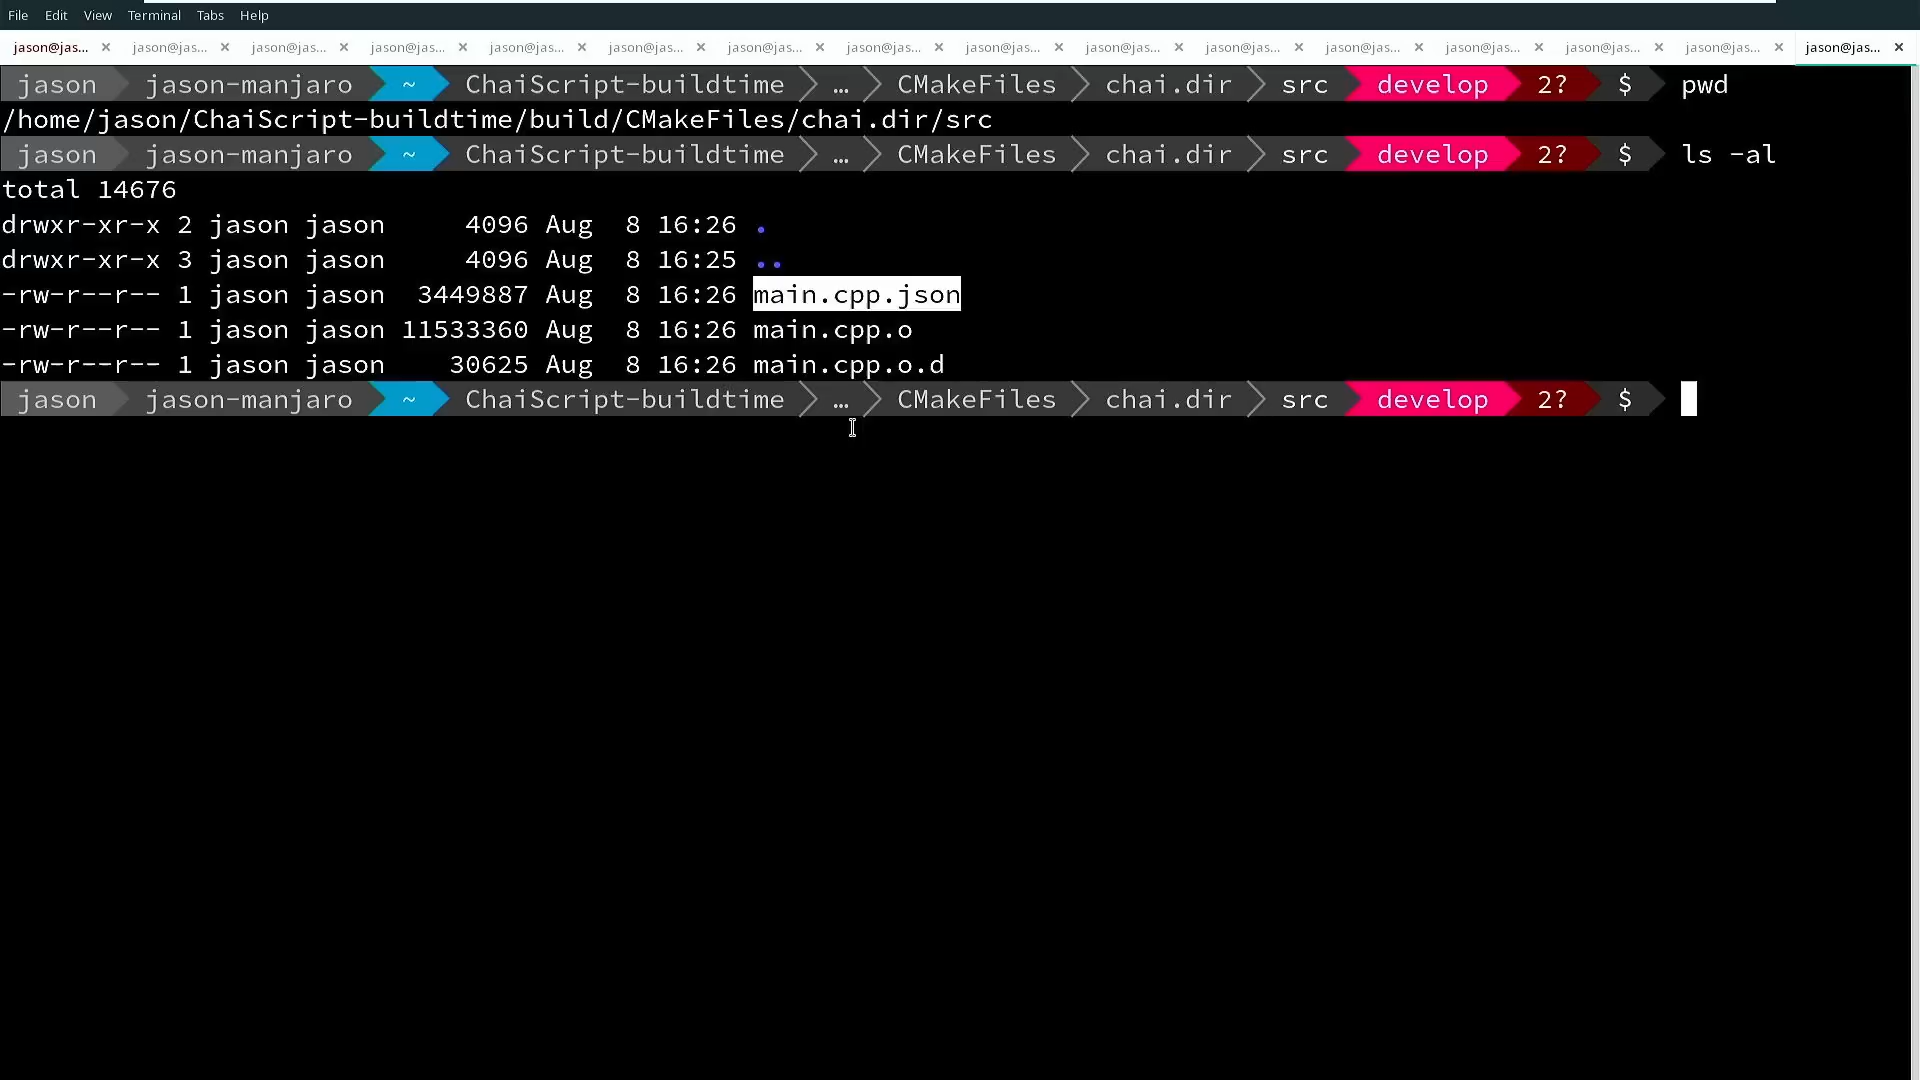 File Edit View Terminal Tabs Help
jason@jas... × jason@jas... × jason@jas... × jason@jas... × jason@jas... × jason@jas... × jason@jas... × jason@jas... × jason@jas... × jason@jas... × jason@jas... × jason@jas... × jason@jas... × jason@jas... × jason@jas... × jason@jas... ×
jason jason-manjaro ~ ChaiScript-buildtime … CMakeFiles chai.dir src develop 2? $ pwd
/home/jason/ChaiScript-buildtime/build/CMakeFiles/chai.dir/src
jason jason-manjaro ~ ChaiScript-buildtime … CMakeFiles chai.dir src develop 2? $ ls -al
total 14676
drwxr-xr-x 2 jason jason     4096 Aug  8 16:26 .
drwxr-xr-x 3 jason jason     4096 Aug  8 16:25 ..
-rw-r--r-- 1 jason jason  3449887 Aug  8 16:26 main.cpp.json
-rw-r--r-- 1 jason jason 11533360 Aug  8 16:26 main.cpp.o
-rw-r--r-- 1 jason jason    30625 Aug  8 16:26 main.cpp.o.d
jason jason-manjaro ~ ChaiScript-buildtime … CMakeFiles chai.dir src develop 2? $